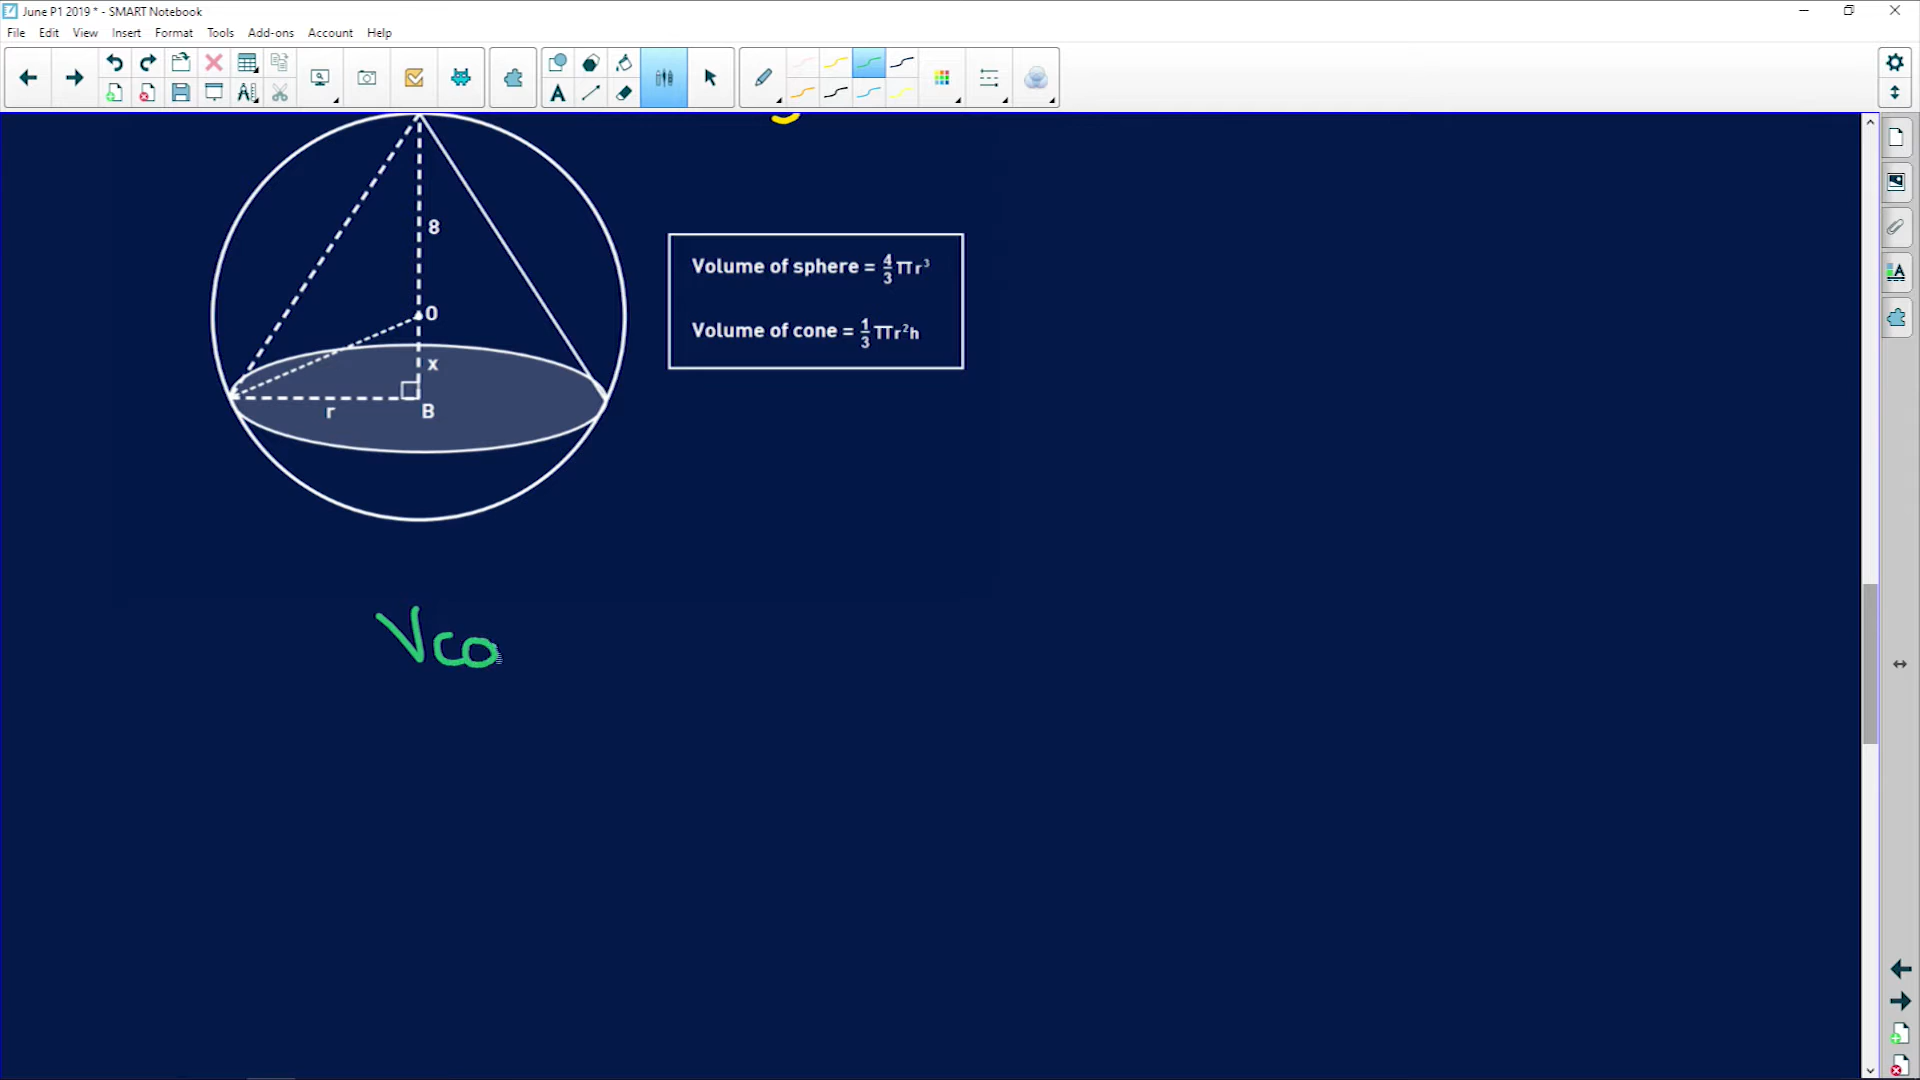 June P1 2019 * - SMART Notebook
File Edit View Insert Format Tools Add-ons Account Help
A
8
O
x
r
B
Volume of sphere = 4/3 πr³
Volume of cone = 1/3 πr²h
Vco